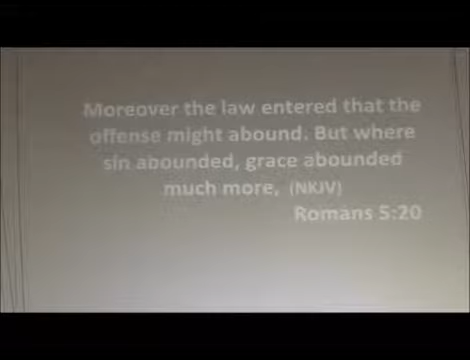 Moreover the law entered that the
offense might abound. But where
sin abounded, grace abounded
much more, (NKJV)
Romans 5:20